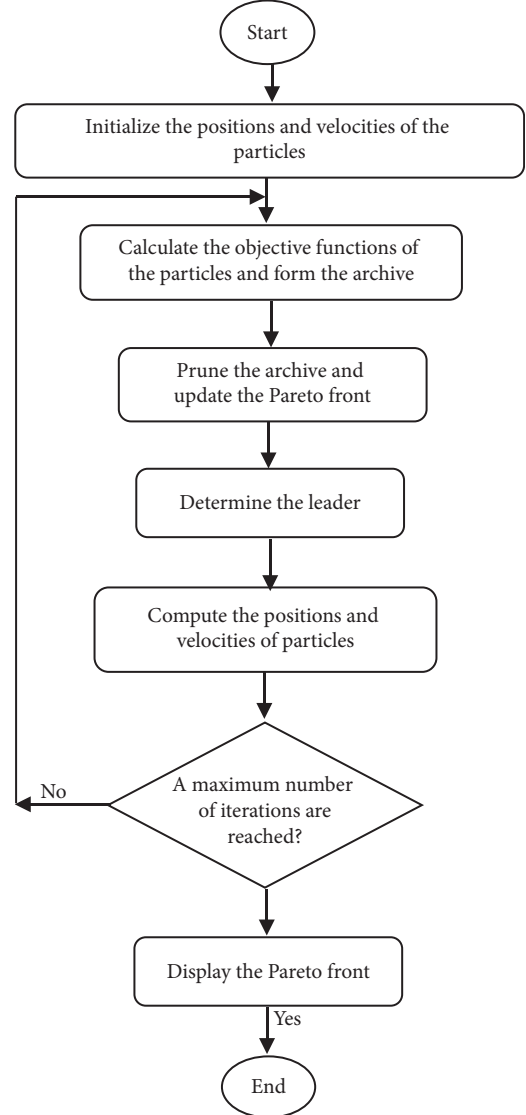 Start
Initialize the positions and velocities of the
particles
Calculate the objective functions of
the particles and form the archive
Prune the archive and
update the Pareto front
Determine the leader
Compute the positions and
velocities of particles
A maximum number
of iterations are
reached?
No
Display the Pareto front
Yes
End